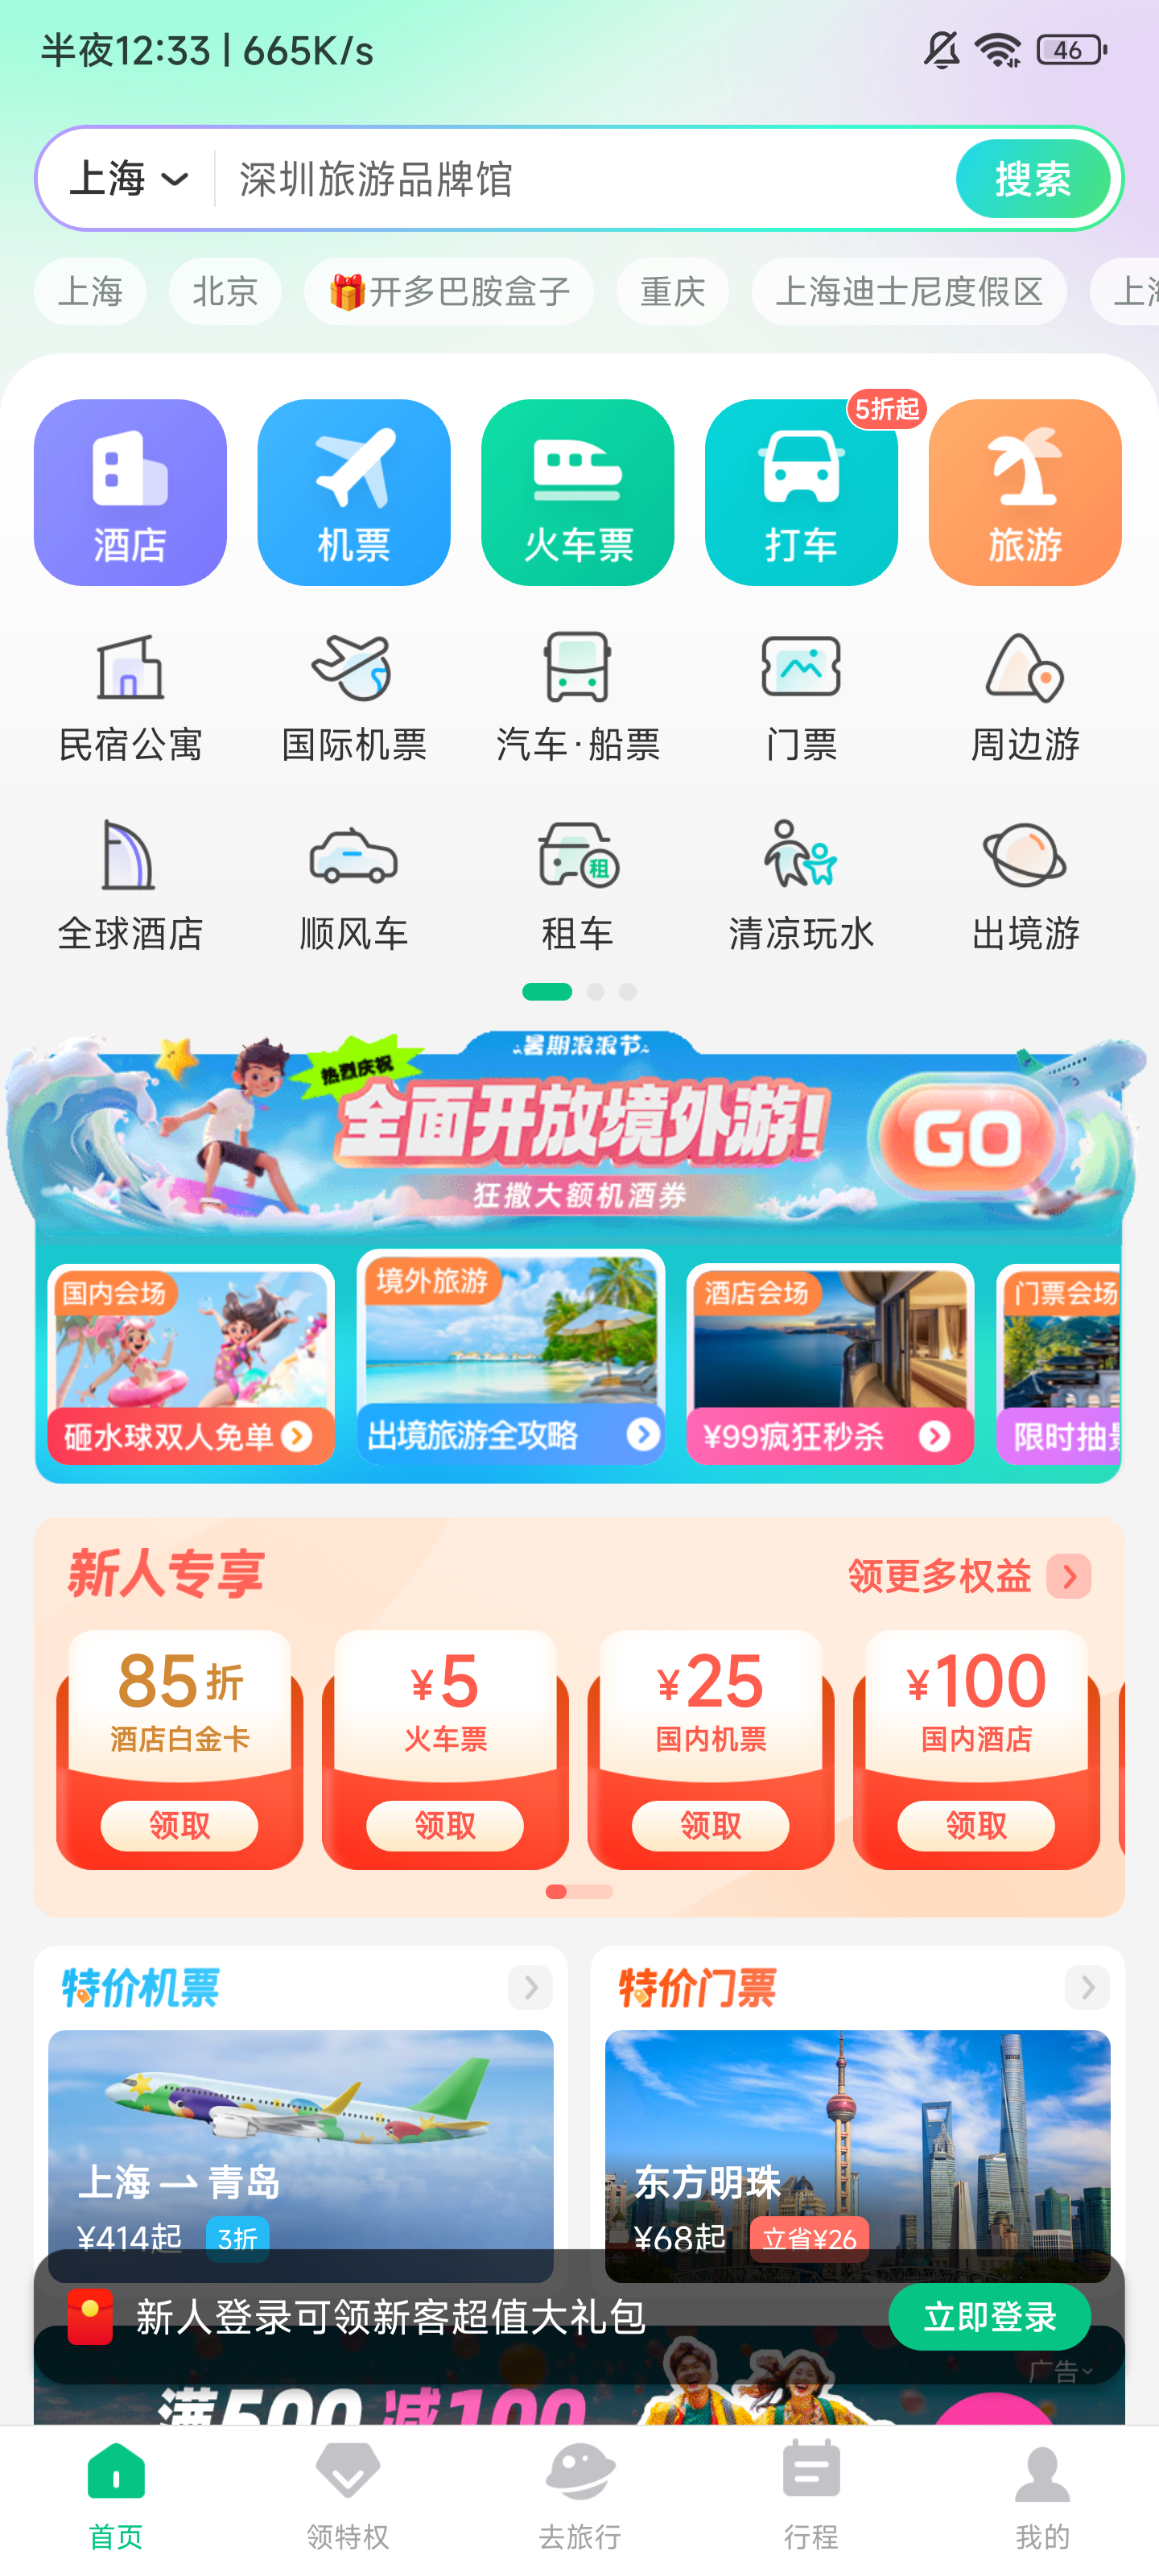 半夜12:33 | 665K/s
46
上海
深圳旅游品牌馆
搜索
上海
北京
开多巴胺盒子
重庆
上海迪士尼度假区
上海
5折起
酒店
机票
火车票
打车
旅游
民宿公寓
国际机票
汽车·船票
门票
周边游
租
全球酒店
顺风车
租车
清凉玩水
出境游
暑期浪浪节
热烈庆祝
全面开放境外游!
GO
狂撒大额机酒券
国内会场
境外旅游
酒店会场
门票会场
砸水球双人免单
出境旅游全攻略
¥99疯狂秒杀
限时抽
新人专享
领更多权益
85折
¥5
¥25
¥100
酒店白金卡
火车票
国内机票
国内酒店
领取
领取
领取
领取
特价机票
特价门票
上海
青岛
东方明珠
¥414起
3折
¥68起
立省¥26
新人登录可领新客超值大礼包
立即登录
广告
满500 减100
首页
领特权
去旅行
行程
我的